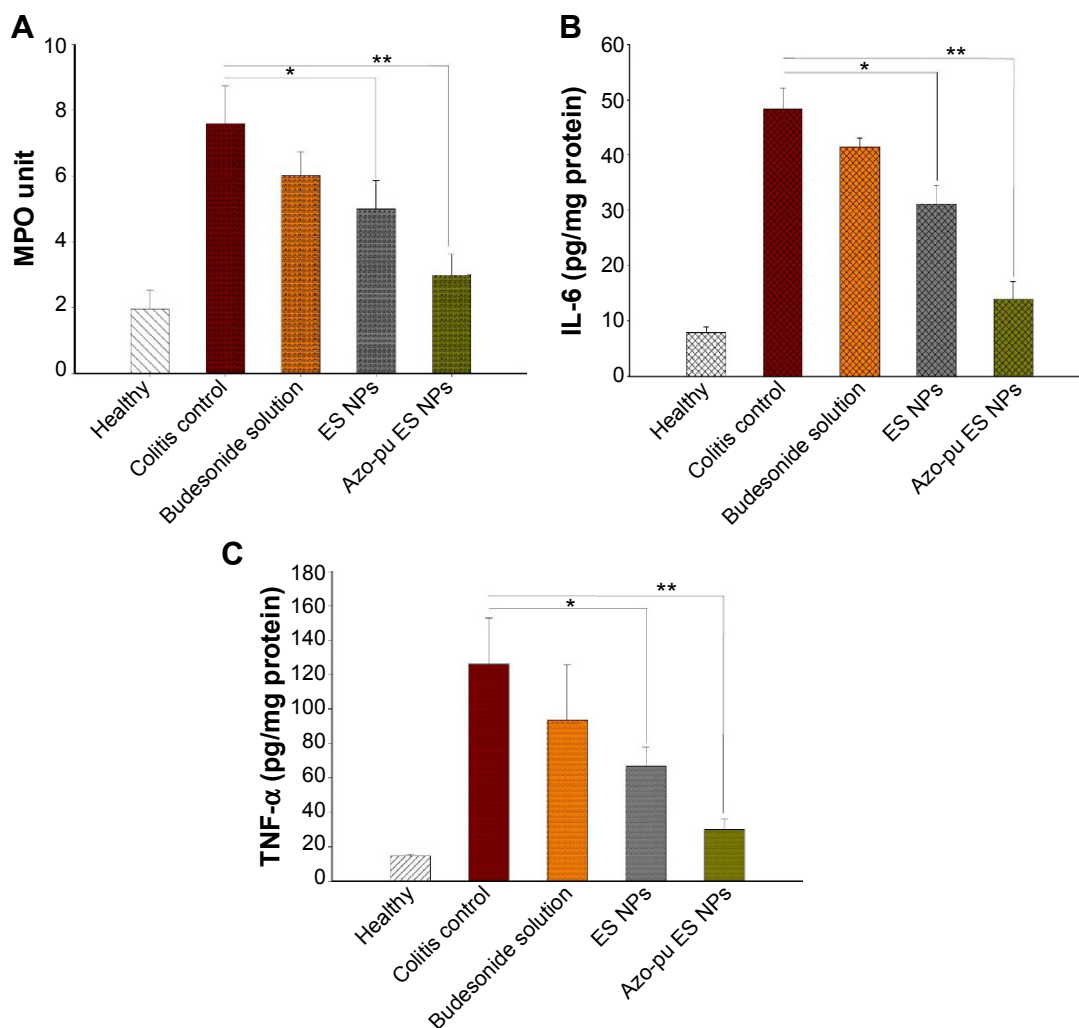 A
MPO unit
10
8
6
4
2
0
*
**
Healthy
Colitis control
Budesonide solution
ES NPs
Azo-pu ES NPs
B
IL-6 (pg/mg protein)
60
50
40
30
20
10
0
*
**
Healthy
Colitis control
Budesonide solution
ES NPs
Azo-pu ES NPs
C
TNF-α (pg/mg protein)
180
160
140
120
100
80
60
40
20
0
*
**
Healthy
Colitis control
Budesonide solution
ES NPs
Azo-pu ES NPs